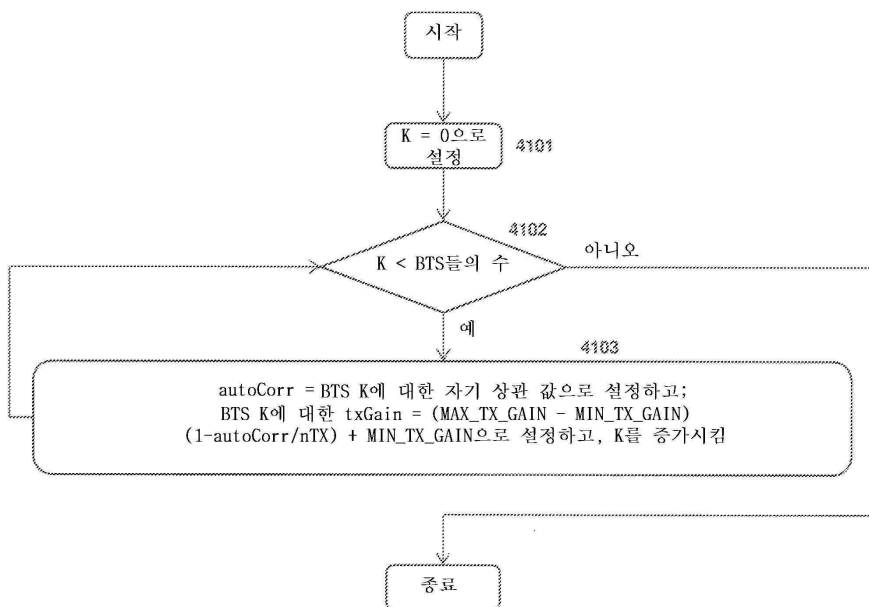 시작
K = 0으로
설정
4101
4102
K < BTS들의 수
아니오
예
4103
autoCorr = BTS K에 대한 자기 상관 값으로 설정하고;
BTS K에 대한 txGain = (MAX_TX_GAIN - MIN_TX_GAIN)
(1-autoCorr/nTX) + MIN_TX_GAIN으로 설정하고, K를 증가시킴
종료